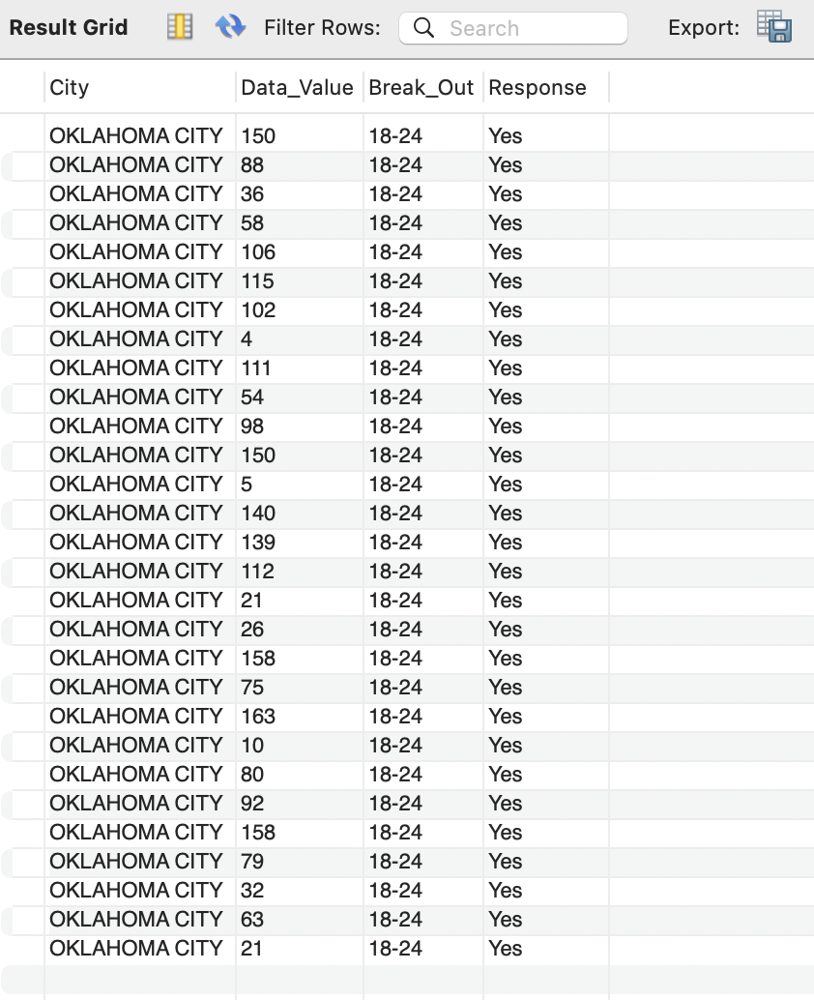 Result Grid Filter Rows: Search Export:
City Data_Value Break_Out Response
OKLAHOMA CITY 150 18-24 Yes
OKLAHOMA CITY 88 18-24 Yes
OKLAHOMA CITY 36 18-24 Yes
OKLAHOMA CITY 58 18-24 Yes
OKLAHOMA CITY 106 18-24 Yes
OKLAHOMA CITY 115 18-24 Yes
OKLAHOMA CITY 102 18-24 Yes
OKLAHOMA CITY 4 18-24 Yes
OKLAHOMA CITY 111 18-24 Yes
OKLAHOMA CITY 54 18-24 Yes
OKLAHOMA CITY 98 18-24 Yes
OKLAHOMA CITY 150 18-24 Yes
OKLAHOMA CITY 5 18-24 Yes
OKLAHOMA CITY 140 18-24 Yes
OKLAHOMA CITY 139 18-24 Yes
OKLAHOMA CITY 112 18-24 Yes
OKLAHOMA CITY 21 18-24 Yes
OKLAHOMA CITY 26 18-24 Yes
OKLAHOMA CITY 158 18-24 Yes
OKLAHOMA CITY 75 18-24 Yes
OKLAHOMA CITY 163 18-24 Yes
OKLAHOMA CITY 10 18-24 Yes
OKLAHOMA CITY 80 18-24 Yes
OKLAHOMA CITY 92 18-24 Yes
OKLAHOMA CITY 158 18-24 Yes
OKLAHOMA CITY 79 18-24 Yes
OKLAHOMA CITY 32 18-24 Yes
OKLAHOMA CITY 63 18-24 Yes
OKLAHOMA CITY 21 18-24 Yes